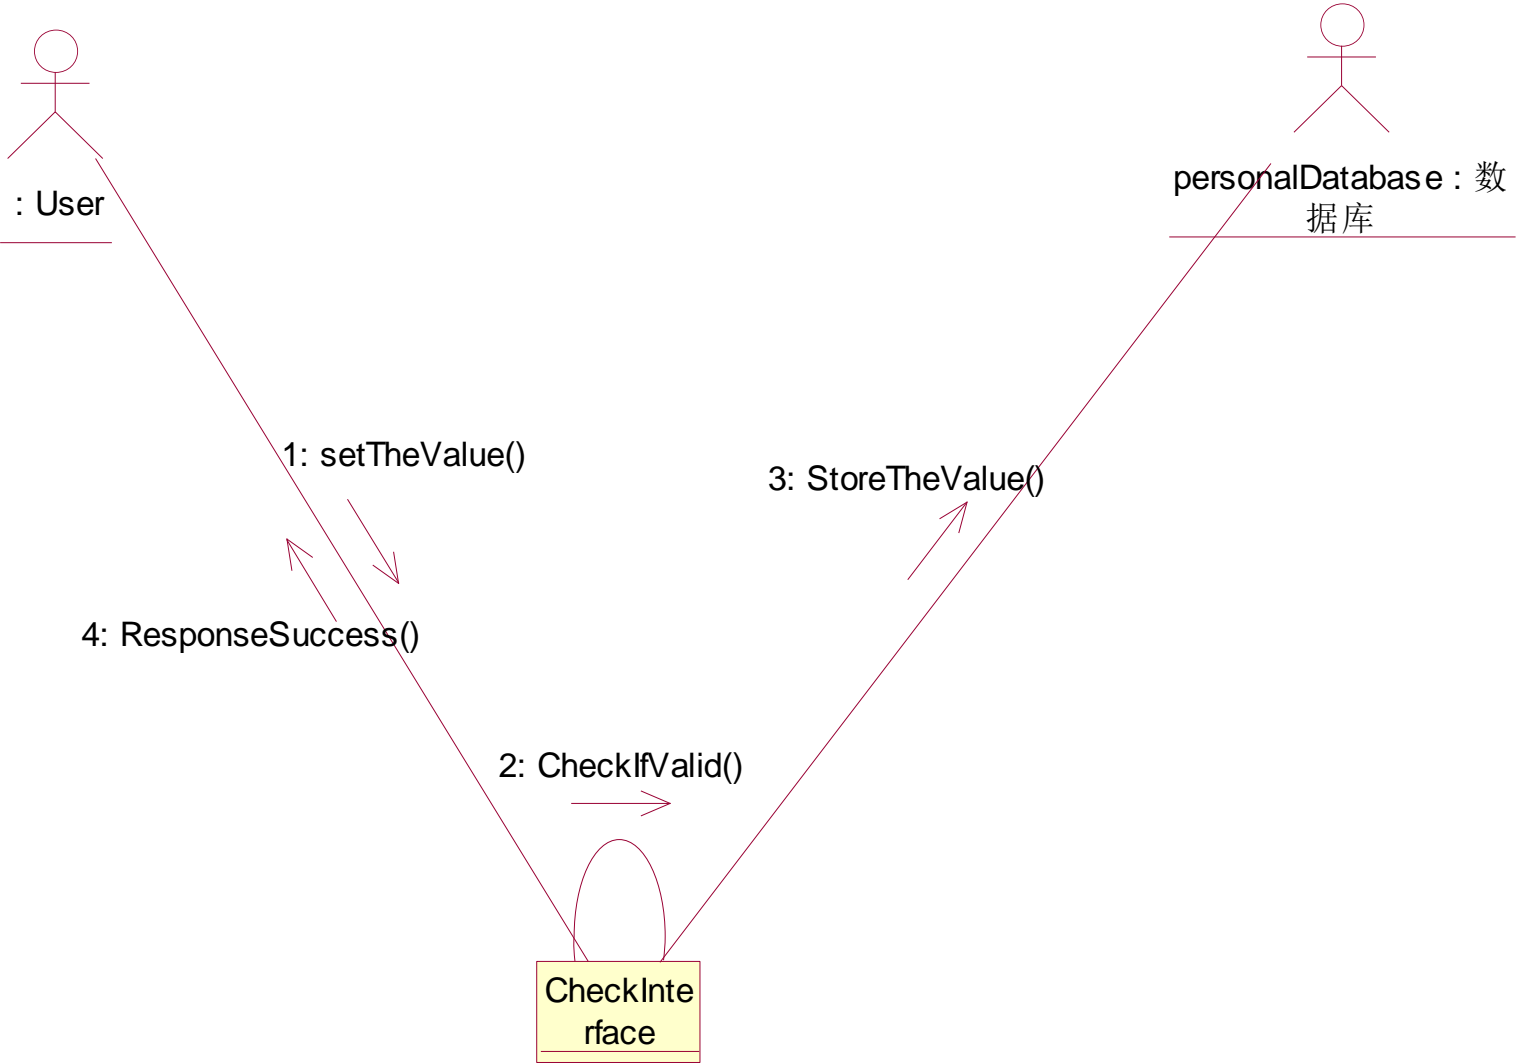 : User
personalDatabase : 数
据库
1: setTheValue()
3: StoreTheValue()
4: ResponseSuccess()
2: CheckIfValid()
CheckInte
rface